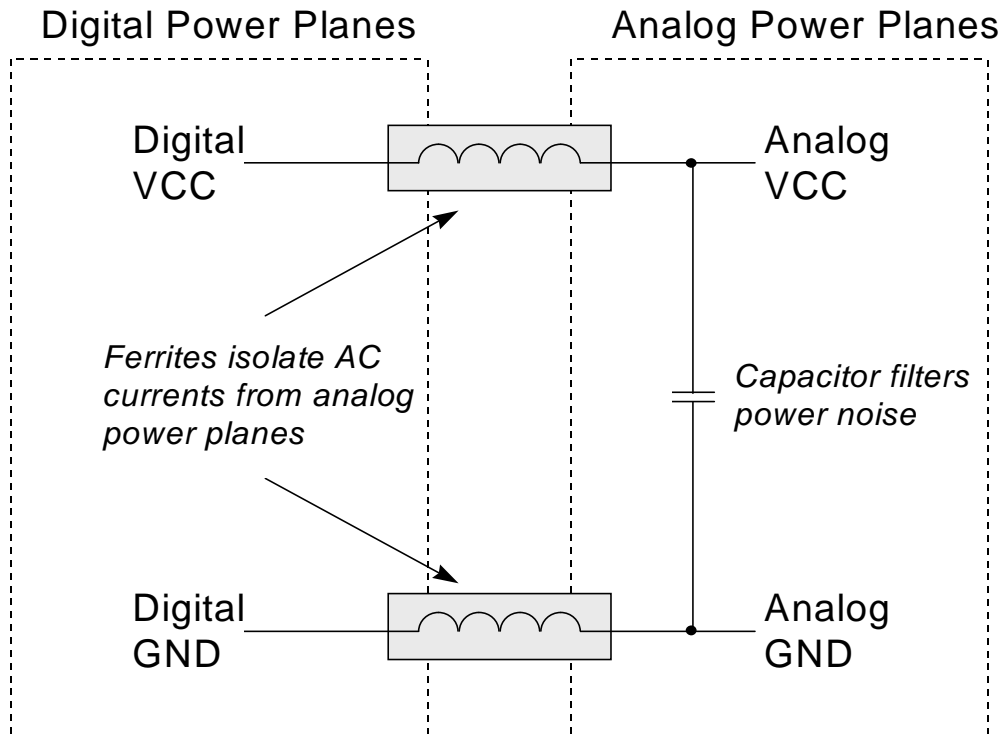 Digital Power Planes
Analog Power Planes
Digital
VCC
Analog
VCC
Ferrites isolate AC
currents from analog
power planes
Capacitor filters
power noise
Digital
GND
Analog
GND